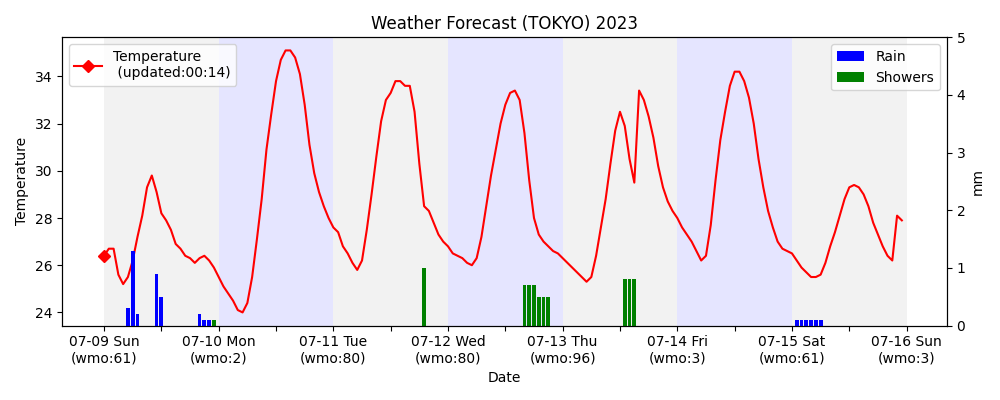 Weather Forecast (TOKYO) 2023
Temperature
(updated:00:14)
Rain
Showers
Temperature
34
32
30
28
26
24
5
4
3
2
1
0
mm
07-09 Sun
(wmo:61)
07-10 Mon
(wmo:2)
07-11 Tue
(wmo:80)
07-12 Wed
(wmo:80)
07-13 Thu
(wmo:96)
07-14 Fri
(wmo:3)
07-15 Sat
(wmo:61)
07-16 Sun
(wmo:3)
Date